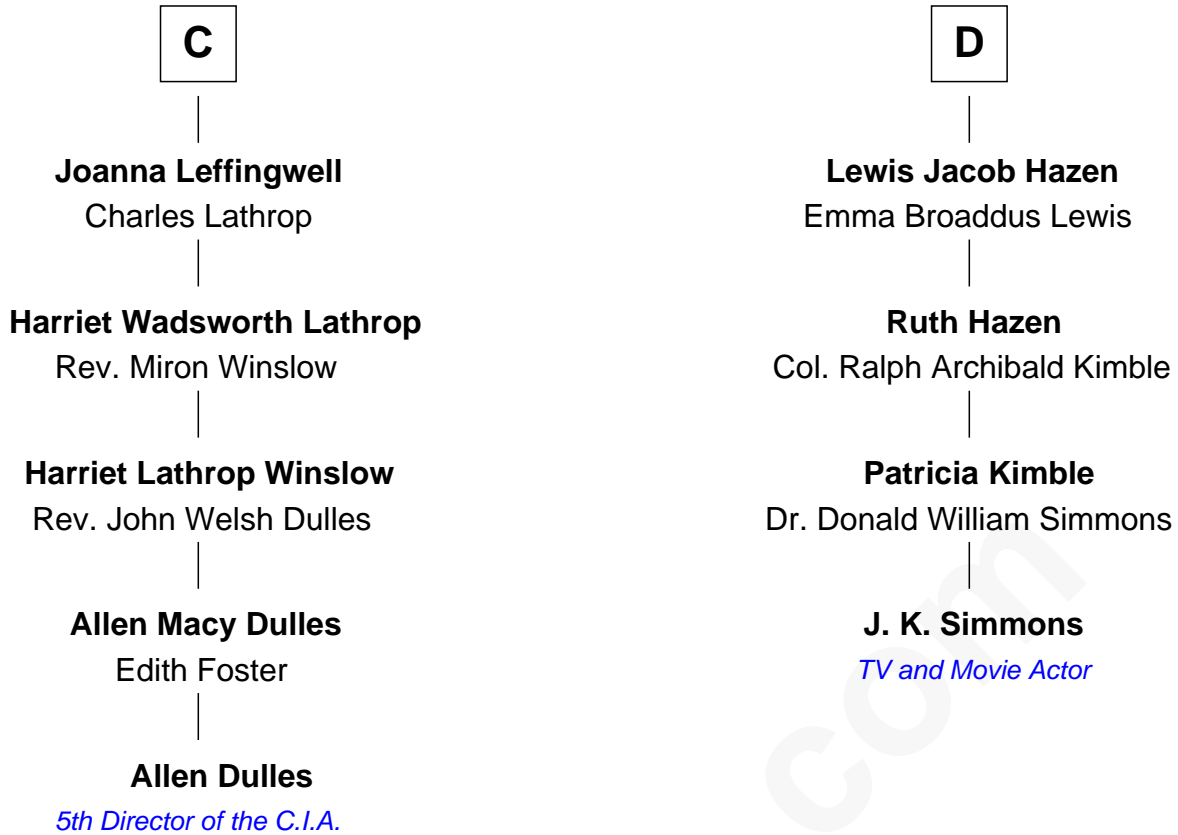 C
Joanna Leffingwell
Charles Lathrop
Harriet Wadsworth Lathrop
Rev. Miron Winslow
Harriet Lathrop Winslow
Rev. John Welsh Dulles
Allen Macy Dulles
Edith Foster
Allen Dulles
5th Director of the C.I.A.
D
Lewis Jacob Hazen
Emma Broaddus Lewis
Ruth Hazen
Col. Ralph Archibald Kimble
Patricia Kimble
Dr. Donald William Simmons
J. K. Simmons
TV and Movie Actor
com